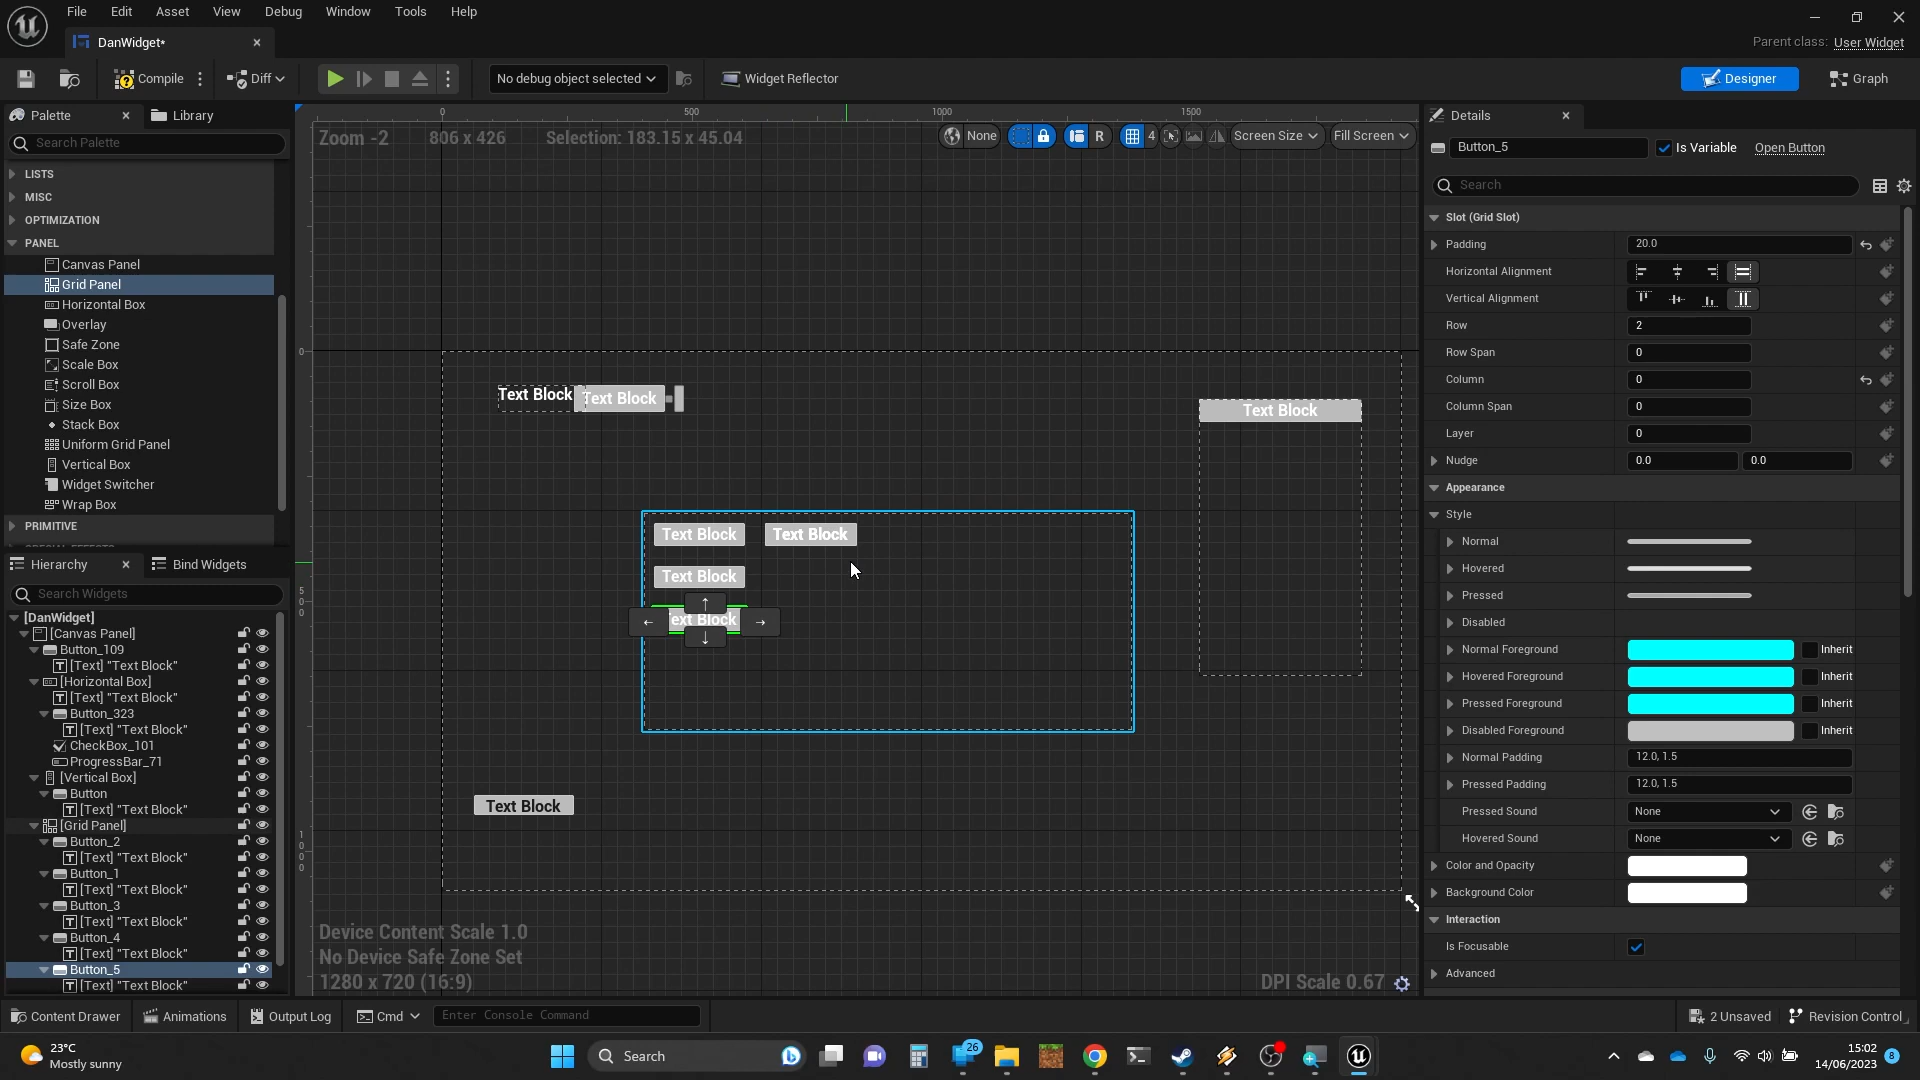 File Edit Asset View Debug Window Tools Help
DanWidget*
Parent class: User Widget
Compile Diff No debug object selected Widget Reflector Designer Graph
Palette Library
Search Palette
LISTS
MISC
OPTIMIZATION
PANEL
Canvas Panel
Grid Panel
Horizontal Box
Overlay
Safe Zone
Scale Box
Scroll Box
Size Box
Stack Box
Uniform Grid Panel
Vertical Box
Widget Switcher
Wrap Box
PRIMITIVE
Hierarchy Bind Widgets
Search Widgets
[DanWidget]
[Canvas Panel]
Button_109
[Text] "Text Block"
[Horizontal Box]
[Text] "Text Block"
Button_323
[Text] "Text Block"
CheckBox_101
ProgressBar_71
[Vertical Box]
Button
[Text] "Text Block"
[Grid Panel]
Button_2
[Text] "Text Block"
Button_1
[Text] "Text Block"
Button_3
[Text] "Text Block"
Button_4
[Text] "Text Block"
Button_5
[Text] "Text Block"
0 500 1000 1500
Zoom -2 806 x 426 Selection: 183.15 x 45.04 None R 4 Screen Size Fill Screen
0
500
1000
Text Block Text Block
Text Block
Text Block Text Block
Text Block
ext Block
Text Block
Device Content Scale 1.0
No Device Safe Zone Set
1280 x 720 (16:9) DPI Scale 0.67
Details
Button_5 Is Variable Open Button
Search
Slot (Grid Slot)
Padding 20.0
Horizontal Alignment
Vertical Alignment
Row 2
Row Span 0
Column 0
Column Span 0
Layer 0
Nudge 0.0 0.0
Appearance
Style
Normal
Hovered
Pressed
Disabled
Normal Foreground Inherit
Hovered Foreground Inherit
Pressed Foreground Inherit
Disabled Foreground Inherit
Normal Padding 12.0, 1.5
Pressed Padding 12.0, 1.5
Pressed Sound None
Hovered Sound None
Color and Opacity
Background Color
Interaction
Is Focusable
Advanced
Content Drawer Animations Output Log Cmd Enter Console Command 2 Unsaved Revision Control
23°C
Mostly sunny
Search
26
15:02
14/06/2023
8